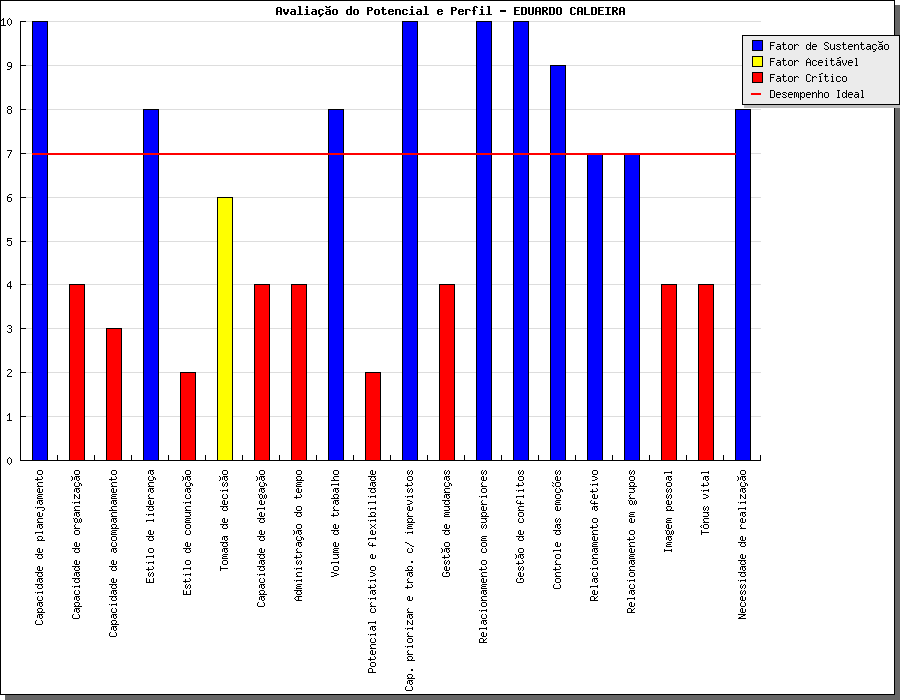 Avaliação do Potencial e Perfil - EDUARDO CALDEIRA
Fator de Sustentação
Fator Aceitável
Fator Crítico
Desempenho Ideal
10
9
8
7
6
5
4
3
2
1
0
Capacidade de planejamento
Capacidade de organização
Capacidade de acompanhamento
Estilo de liderança
Estilo de comunicação
Tomada de decisão
Capacidade de delegação
Administração do tempo
Volume de trabalho
Potencial criativo e flexibilidade
Cap. priorizar e trab. c/ imprevistos
Gestão de mudanças
Relacionamento com superiores
Gestão de conflitos
Controle das emoções
Relacionamento afetivo
Relacionamento em grupos
Imagem pessoal
Tônus vital
Necessidade de realização